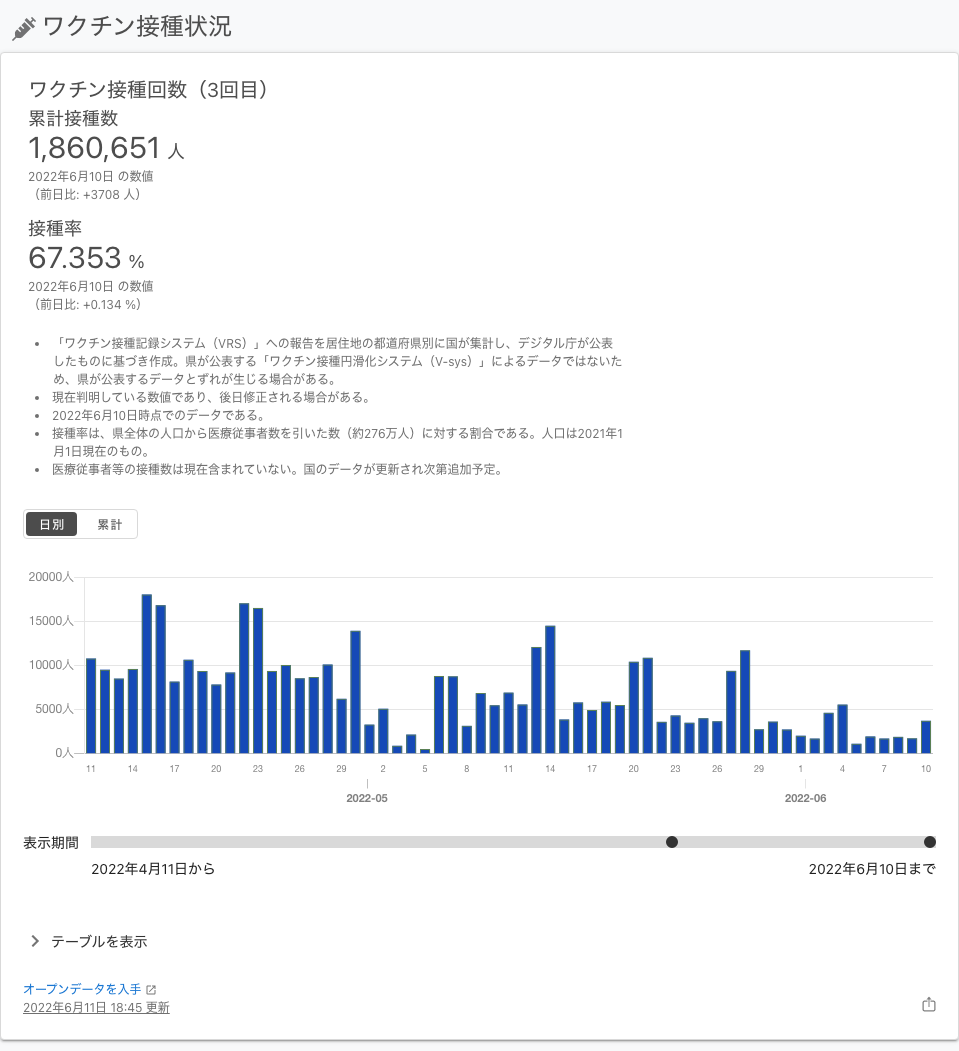 ワクチン接種状況
ワクチン接種回数（3回目）
累計接種数
1,860,651 人
2022年6月10日 の数値
（前日比: +3708 人）
接種率
67.353 %
2022年6月10日 の数値
（前日比: +0.134 %）
• 「ワクチン接種記録システム（VRS）」への報告を居住地の都道府県別に国が集計し、デジタル庁が公表
したものに基づき作成。県が公表する「ワクチン接種円滑化システム（V-sys）」によるデータではないた
め、県が公表するデータとずれが生じる場合がある。
• 現在判明している数値であり、後日修正される場合がある。
• 2022年6月10日時点でのデータである。
• 接種率は、県全体の人口から医療従事者数を引いた数（約276万人）に対する割合である。人口は2021年1
月1日現在のもの。
• 医療従事者等の接種数は現在含まれていない。国のデータが更新され次第追加予定。
日別 累計
20000人
15000人
10000人
5000人
0人
11 14 17 20 23 26 29 2 5 8 11 14 17 20 23 26 29 1 4 7 10
2022-05 2022-06
表示期間
2022年4月11日から 2022年6月10日まで
テーブルを表示
オープンデータを入手
2022年6月11日 18:45 更新